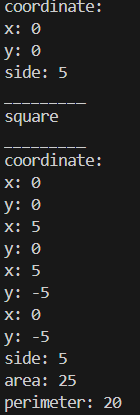 coordinate:
x: 0
y: 0
side: 5
_________
square
_________
coordinate:
x: 0
y: 0
x: 5
y: 0
x: 5
y: -5
x: 0
y: -5
side: 5
area: 25
perimeter: 20